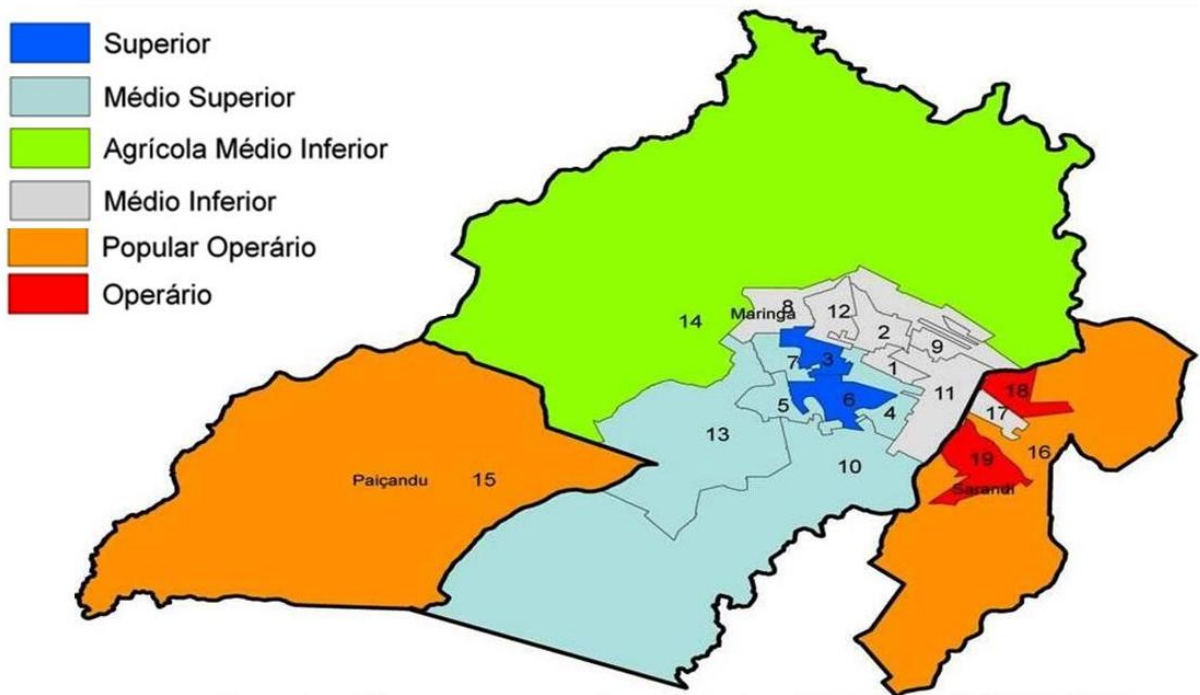 Superior
Médio Superior
Agrícola Médio Inferior
Médio Inferior
Popular Operário
Operário
8
Maringá
12
14
2
9
7
3
1
11
18
5
6
4
17
13
10
16
19
Paiçandu
15
Sarandi